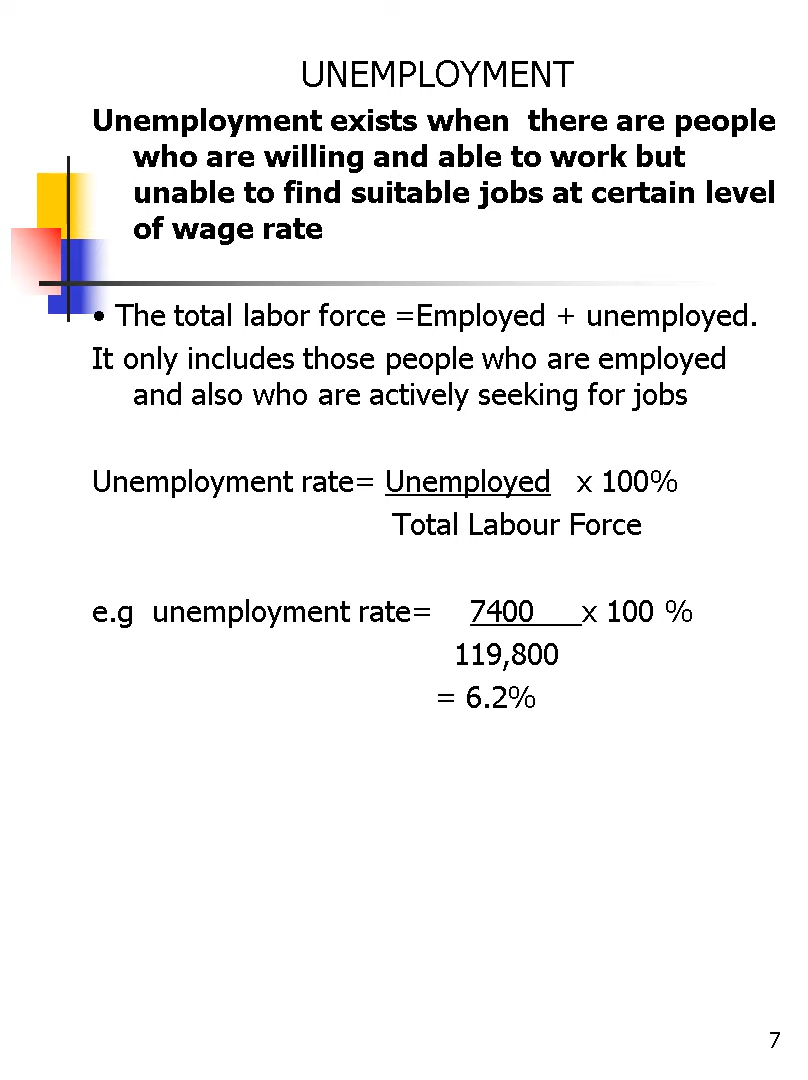 UNEMPLOYMENT
Unemployment exists when there are people
who are willing and able to work but
unable to find suitable jobs at certain level
of wage rate
• The total labor force =Employed + unemployed.
It only includes those people who are employed
and also who are actively seeking for jobs
Unemployment rate= Unemployed x 100%
Total Labour Force
e.g unemployment rate= 7400 x 100 %
119,800
= 6.2%
7